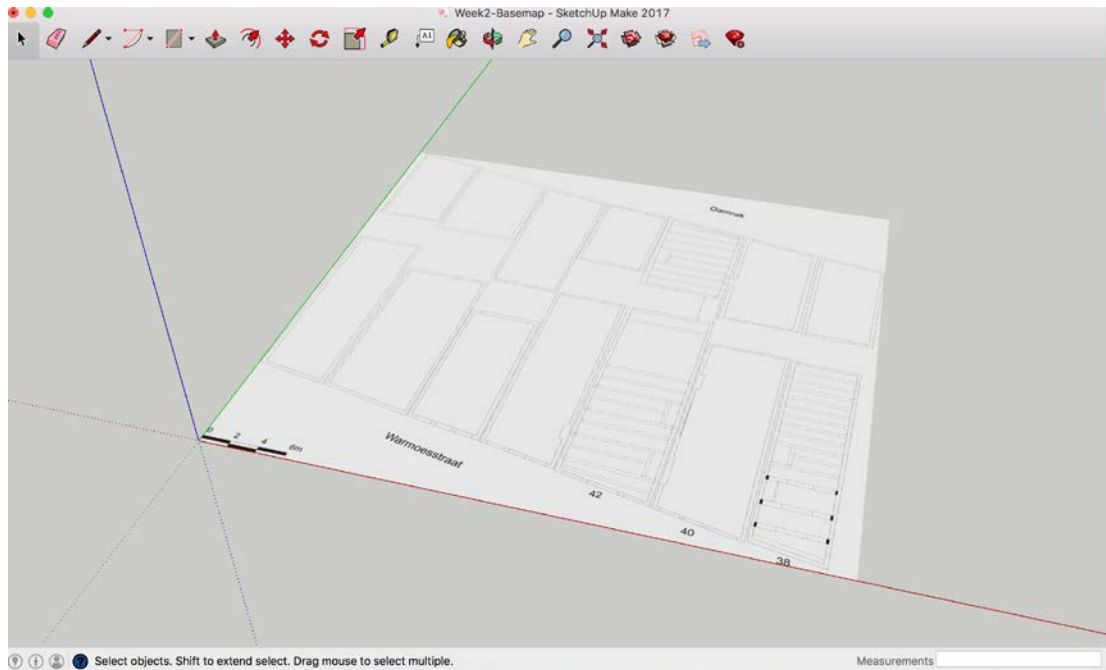 Week2-Basemap - SketchUp Make 2017
A1
Damrak
0 2 4 6m
Warmoesstraat
42
40
38
Select objects. Shift to extend select. Drag mouse to select multiple.
Measurements